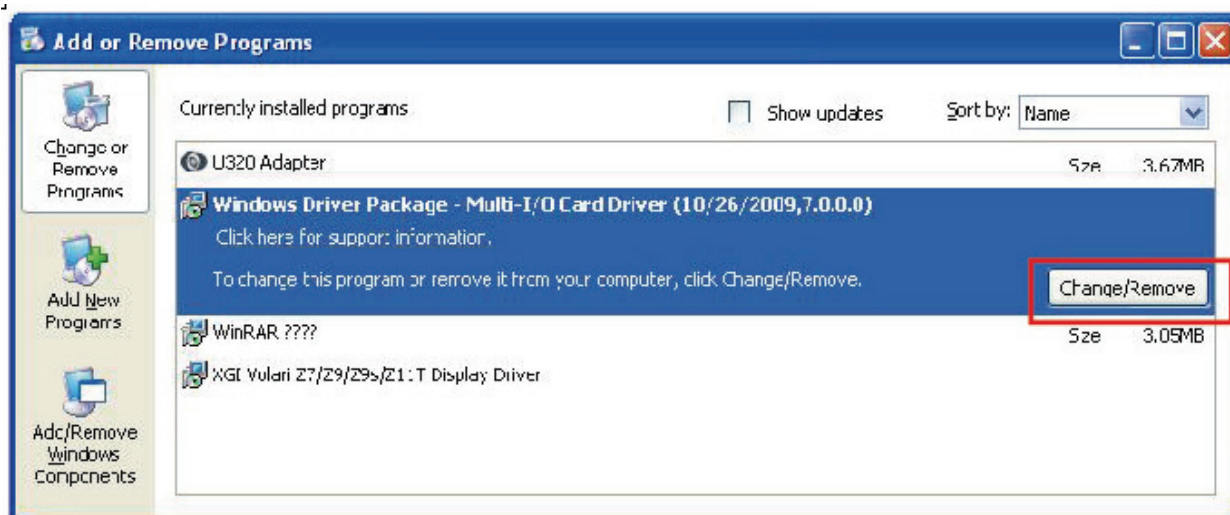 Add or Remove Programs
Change or
Remove
Programs
Add New
Programs
Add/Remove
Windows
Components
Currently installed programs
Show updates
Sort by: Name
U320 Adapter Size 3.67MB
Windows Driver Package - Multi-I/O Card Driver (10/26/2009,7.0.0.0)
Click here for support information.
To change this program or remove it from your computer, click Change/Remove.
Change/Remove
WinRAR ???? Size 3.05MB
XGI Volari Z7/Z9/Z9s/Z11T Display Driver